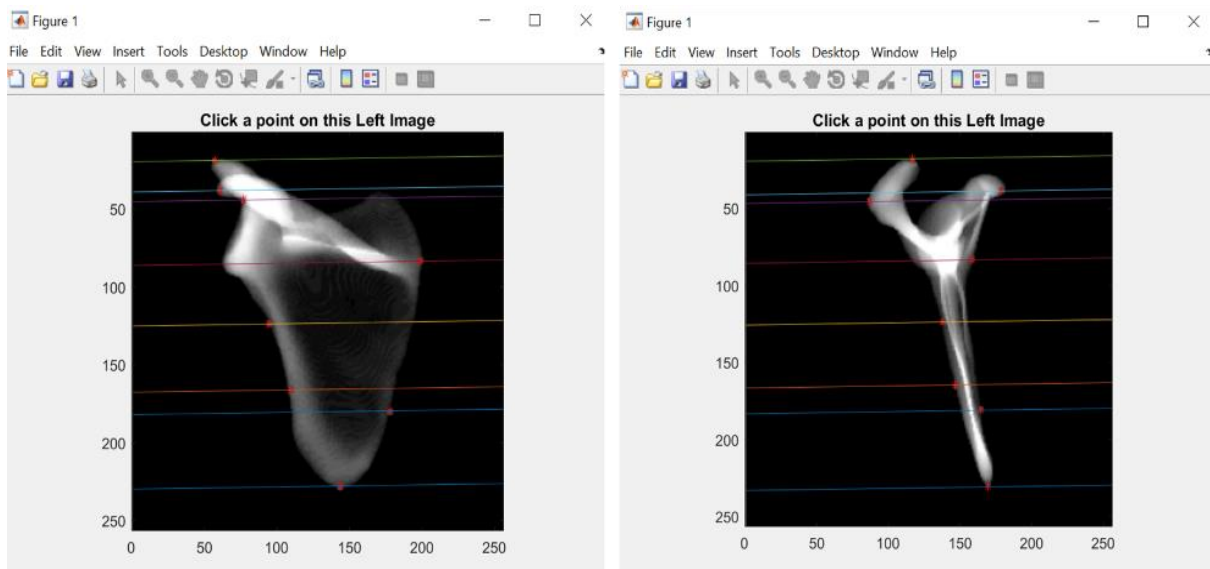 Figure 1
File Edit View Insert Tools Desktop Window Help
Click a point on this Left Image
50
100
150
200
250
0 50 100 150 200 250
Figure 1
File Edit View Insert Tools Desktop Window Help
Click a point on this Left Image
50
100
150
200
250
0 50 100 150 200 250